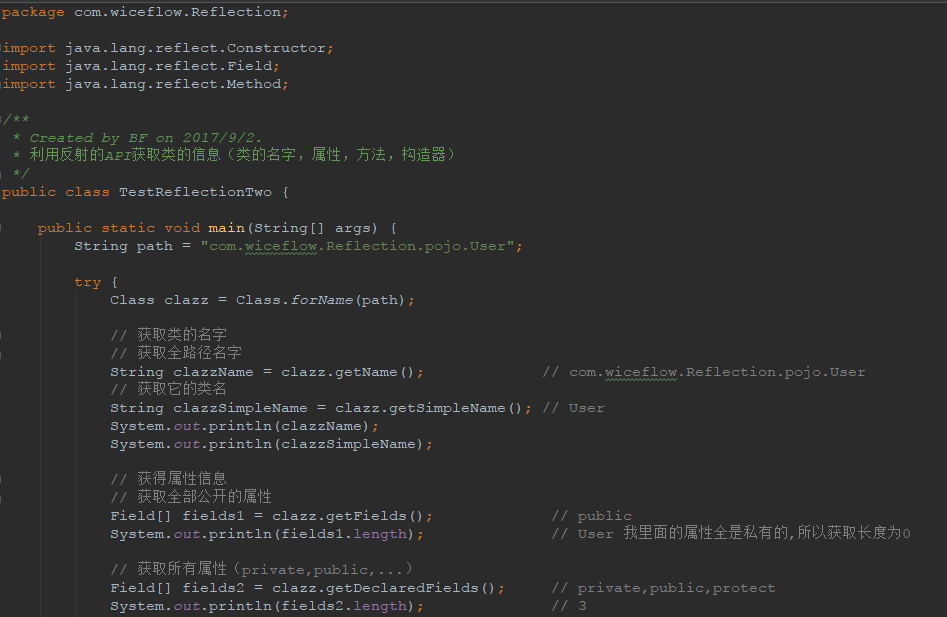 package com.wiceflow.Reflection;
import java.lang.reflect.Constructor;
import java.lang.reflect.Field;
import java.lang.reflect.Method;
/**
* Created by BF on 2017/9/2.
* 利用反射的API获取类的信息（类的名字，属性，方法，构造器）
*/
public class TestReflectionTwo {
public static void main(String[] args) {
String path = "com.wiceflow.Reflection.pojo.User";
try {
Class clazz = Class.forName(path);
// 获取类的名字
// 获取全路径名字
String clazzName = clazz.getName(); // com.wiceflow.Reflection.pojo.User
// 获取它的类名
String clazzSimpleName = clazz.getSimpleName(); // User
System.out.println(clazzName);
System.out.println(clazzSimpleName);
// 获得属性信息
// 获取全部公开的属性
Field[] fields1 = clazz.getFields(); // public
System.out.println(fields1.length); // User 我里面的属性全是私有的,所以获取长度为0
// 获取所有属性（private,public,...）
Field[] fields2 = clazz.getDeclaredFields(); // private,public,protect
System.out.println(fields2.length); // 3